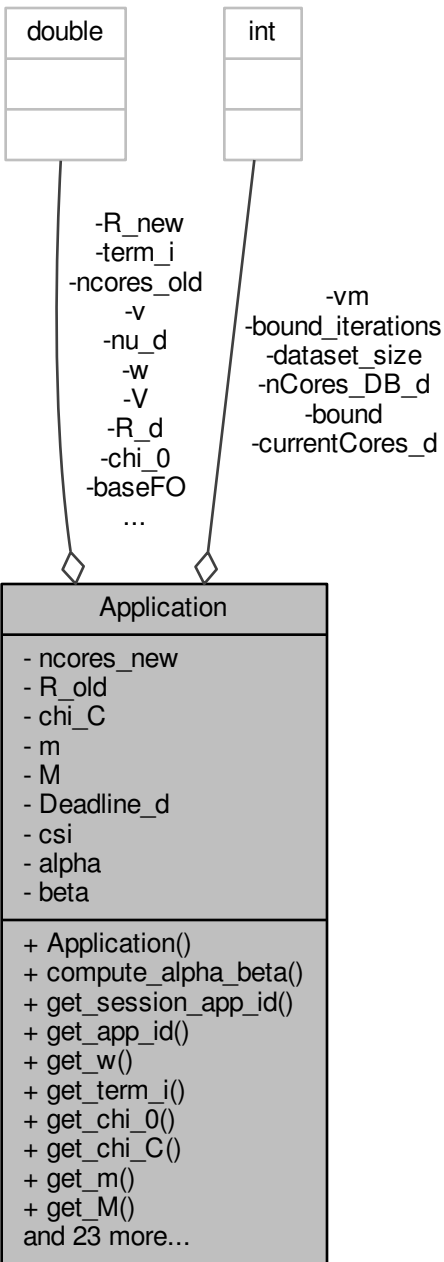 double
int
-R_new
-term_i
-ncores_old
-v
-nu_d
-w
-V
-R_d
-chi_0
-baseFO
...
-vm
-bound_iterations
-dataset_size
-nCores_DB_d
-bound
-currentCores_d
Application
- ncores_new
- R_old
- chi_C
- m
- M
- Deadline_d
- csi
- alpha
- beta
+ Application()
+ compute_alpha_beta()
+ get_session_app_id()
+ get_app_id()
+ get_w()
+ get_term_i()
+ get_chi_0()
+ get_chi_C()
+ get_m()
+ get_M()
and 23 more...